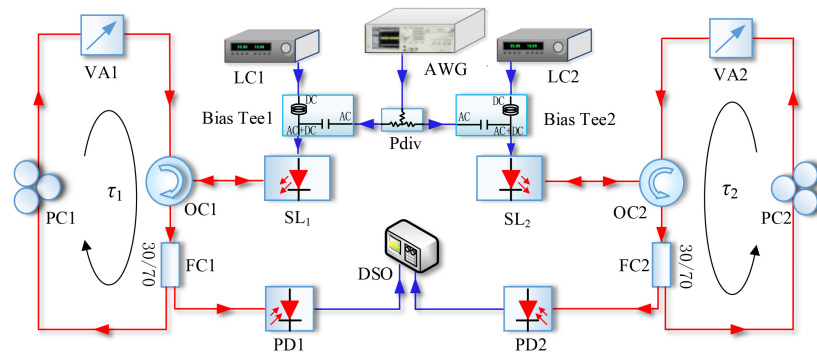 VA1
LC1
AWG
LC2
VA2
DC
DC
Bias Tee1
AC
AC
Bias Tee2
AC+DC
Pdiv
AC+DC
τ1
τ2
PC1
OC1
SL1
SL2
OC2
PC2
30/70
FC1
DSO
FC2
30/70
PD1
PD2